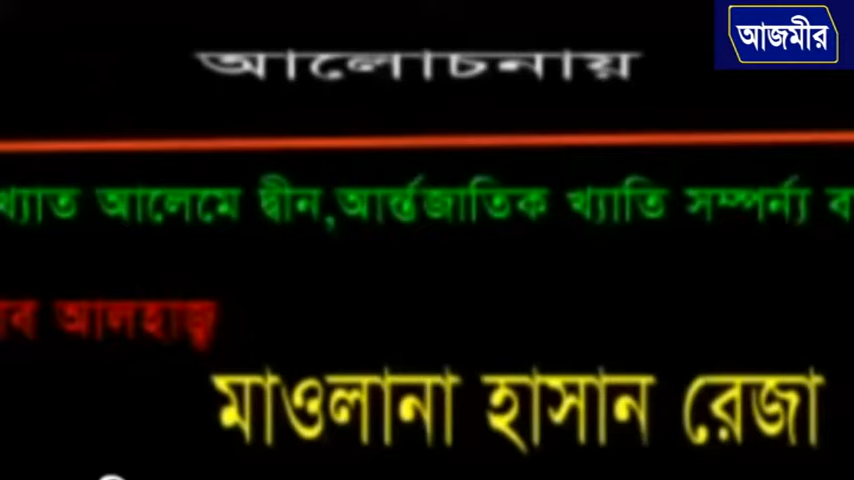 আজমীর
আলোচনায়
খ্যাত আলেমে দ্বীন,আর্ন্তজাতিক খ্যাতি সম্পর্ন্য ব
আলহাজ্ব
মাওলানা হাসান রেজা